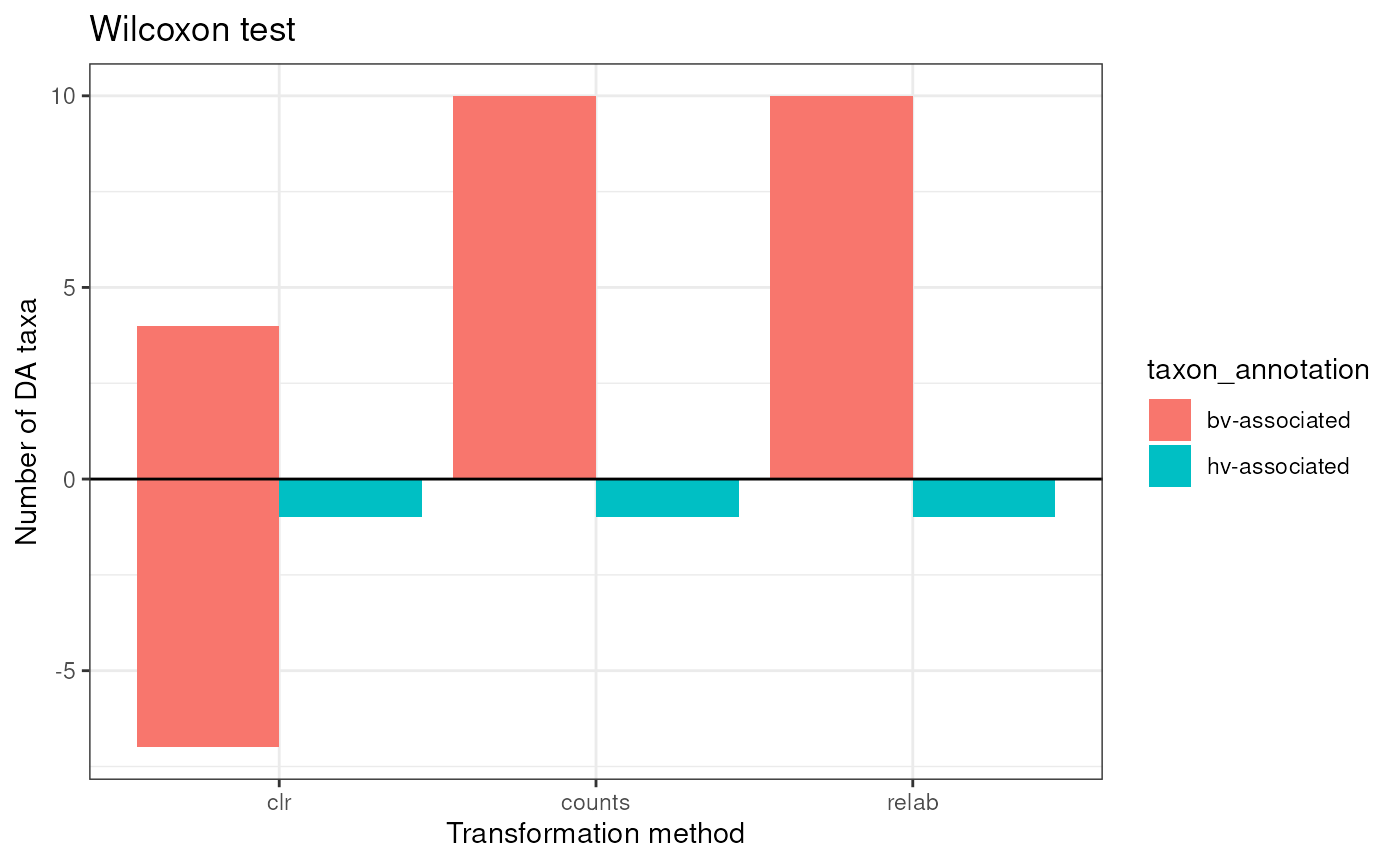 Wilcoxon test
Number of DA taxa
10
5
0
-5
clr
counts
relab
Transformation method
taxon_annotation
bv-associated
hv-associated